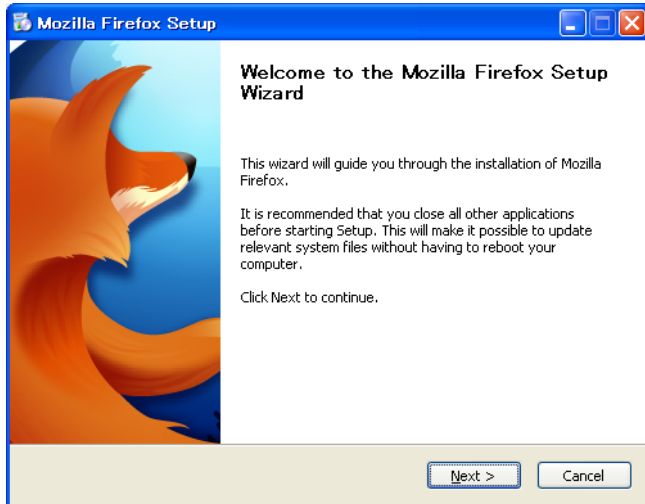 Mozilla Firefox Setup
Welcome to the Mozilla Firefox Setup
Wizard
This wizard will guide you through the installation of Mozilla
Firefox.
It is recommended that you close all other applications
before starting Setup. This will make it possible to update
relevant system files without having to reboot your
computer.
Click Next to continue.
Next >
Cancel